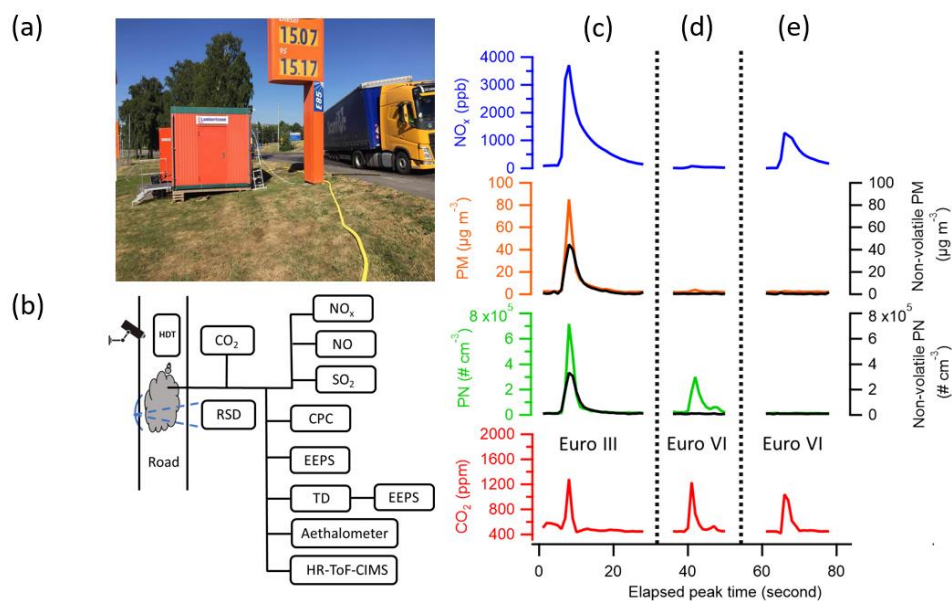 (a)
DIESEL
15.07
95
15.17
E85
(b)
HDT
CO2
NOx
NO
SO2
RSD
CPC
EEPS
TD
EEPS
Aethalometer
HR-ToF-CIMS
Road
(c)
(d)
(e)
NOx (ppb)
4000
3000
2000
1000
0
PM (µg m-3)
100
80
60
40
20
0
Non-volatile PM (µg m-3)
100
80
60
40
20
0
PN (# cm-3)
8 x10^5
6
4
2
0
Non-volatile PN (# cm-3)
8 x10^5
6
4
2
0
Euro III
Euro VI
Euro VI
CO2 (ppm)
2000
1600
1200
800
400
0
20
40
60
80
Elapsed peak time (second)